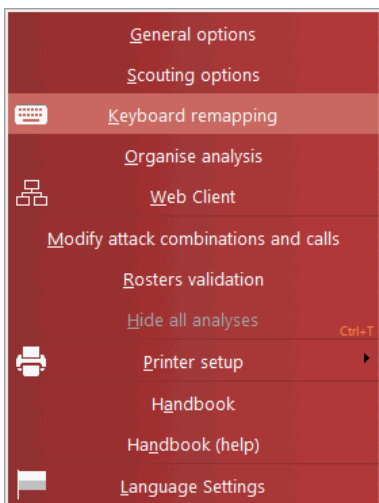 General options
Scouting options
Keyboard remapping
Organise analysis
Web Client
Modify attack combinations and calls
Rosters validation
Hide all analyses
Ctrl+T
Printer setup
Handbook
Handbook (help)
Language Settings